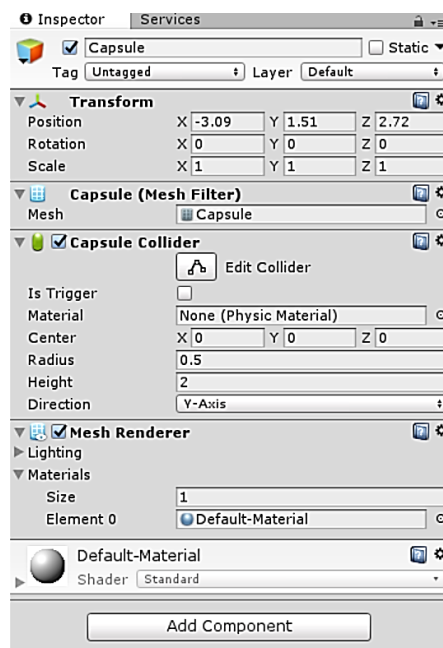 Inspector Services
Capsule Static
Tag Untagged Layer Default
Transform
Position X -3.09 Y 1.51 Z 2.72
Rotation X 0 Y 0 Z 0
Scale X 1 Y 1 Z 1
Capsule (Mesh Filter)
Mesh Capsule
Capsule Collider
Edit Collider
Is Trigger
Material None (Physic Material)
Center X 0 Y 0 Z 0
Radius 0.5
Height 2
Direction Y-Axis
Mesh Renderer
Lighting
Materials
Size 1
Element 0 Default-Material
Default-Material
Shader Standard
Add Component